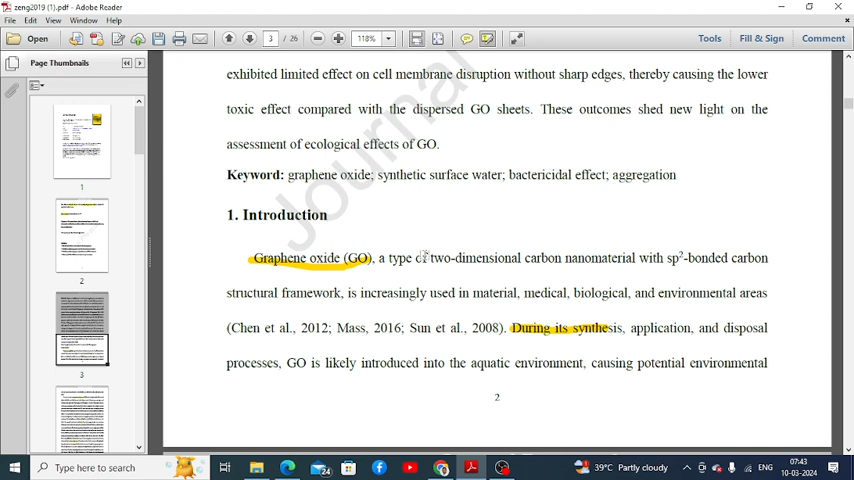 zeng2019 (1).pdf - Adobe Reader
File Edit View Window Help
Open 3 / 26 118% Tools Fill & Sign Comment
Page Thumbnails
1
2
3
Journal
exhibited limited effect on cell membrane disruption without sharp edges, thereby causing the lower
toxic effect compared with the dispersed GO sheets. These outcomes shed new light on the
assessment of ecological effects of GO.
Keyword: graphene oxide; synthetic surface water; bactericidal effect; aggregation
1. Introduction
Graphene oxide (GO), a type of two-dimensional carbon nanomaterial with sp²-bonded carbon
structural framework, is increasingly used in material, medical, biological, and environmental areas
(Chen et al., 2012; Mass, 2016; Sun et al., 2008). During its synthesis, application, and disposal
processes, GO is likely introduced into the aquatic environment, causing potential environmental
2
Type here to search
24
39°C Partly cloudy
ENG
07:43
10-03-2024